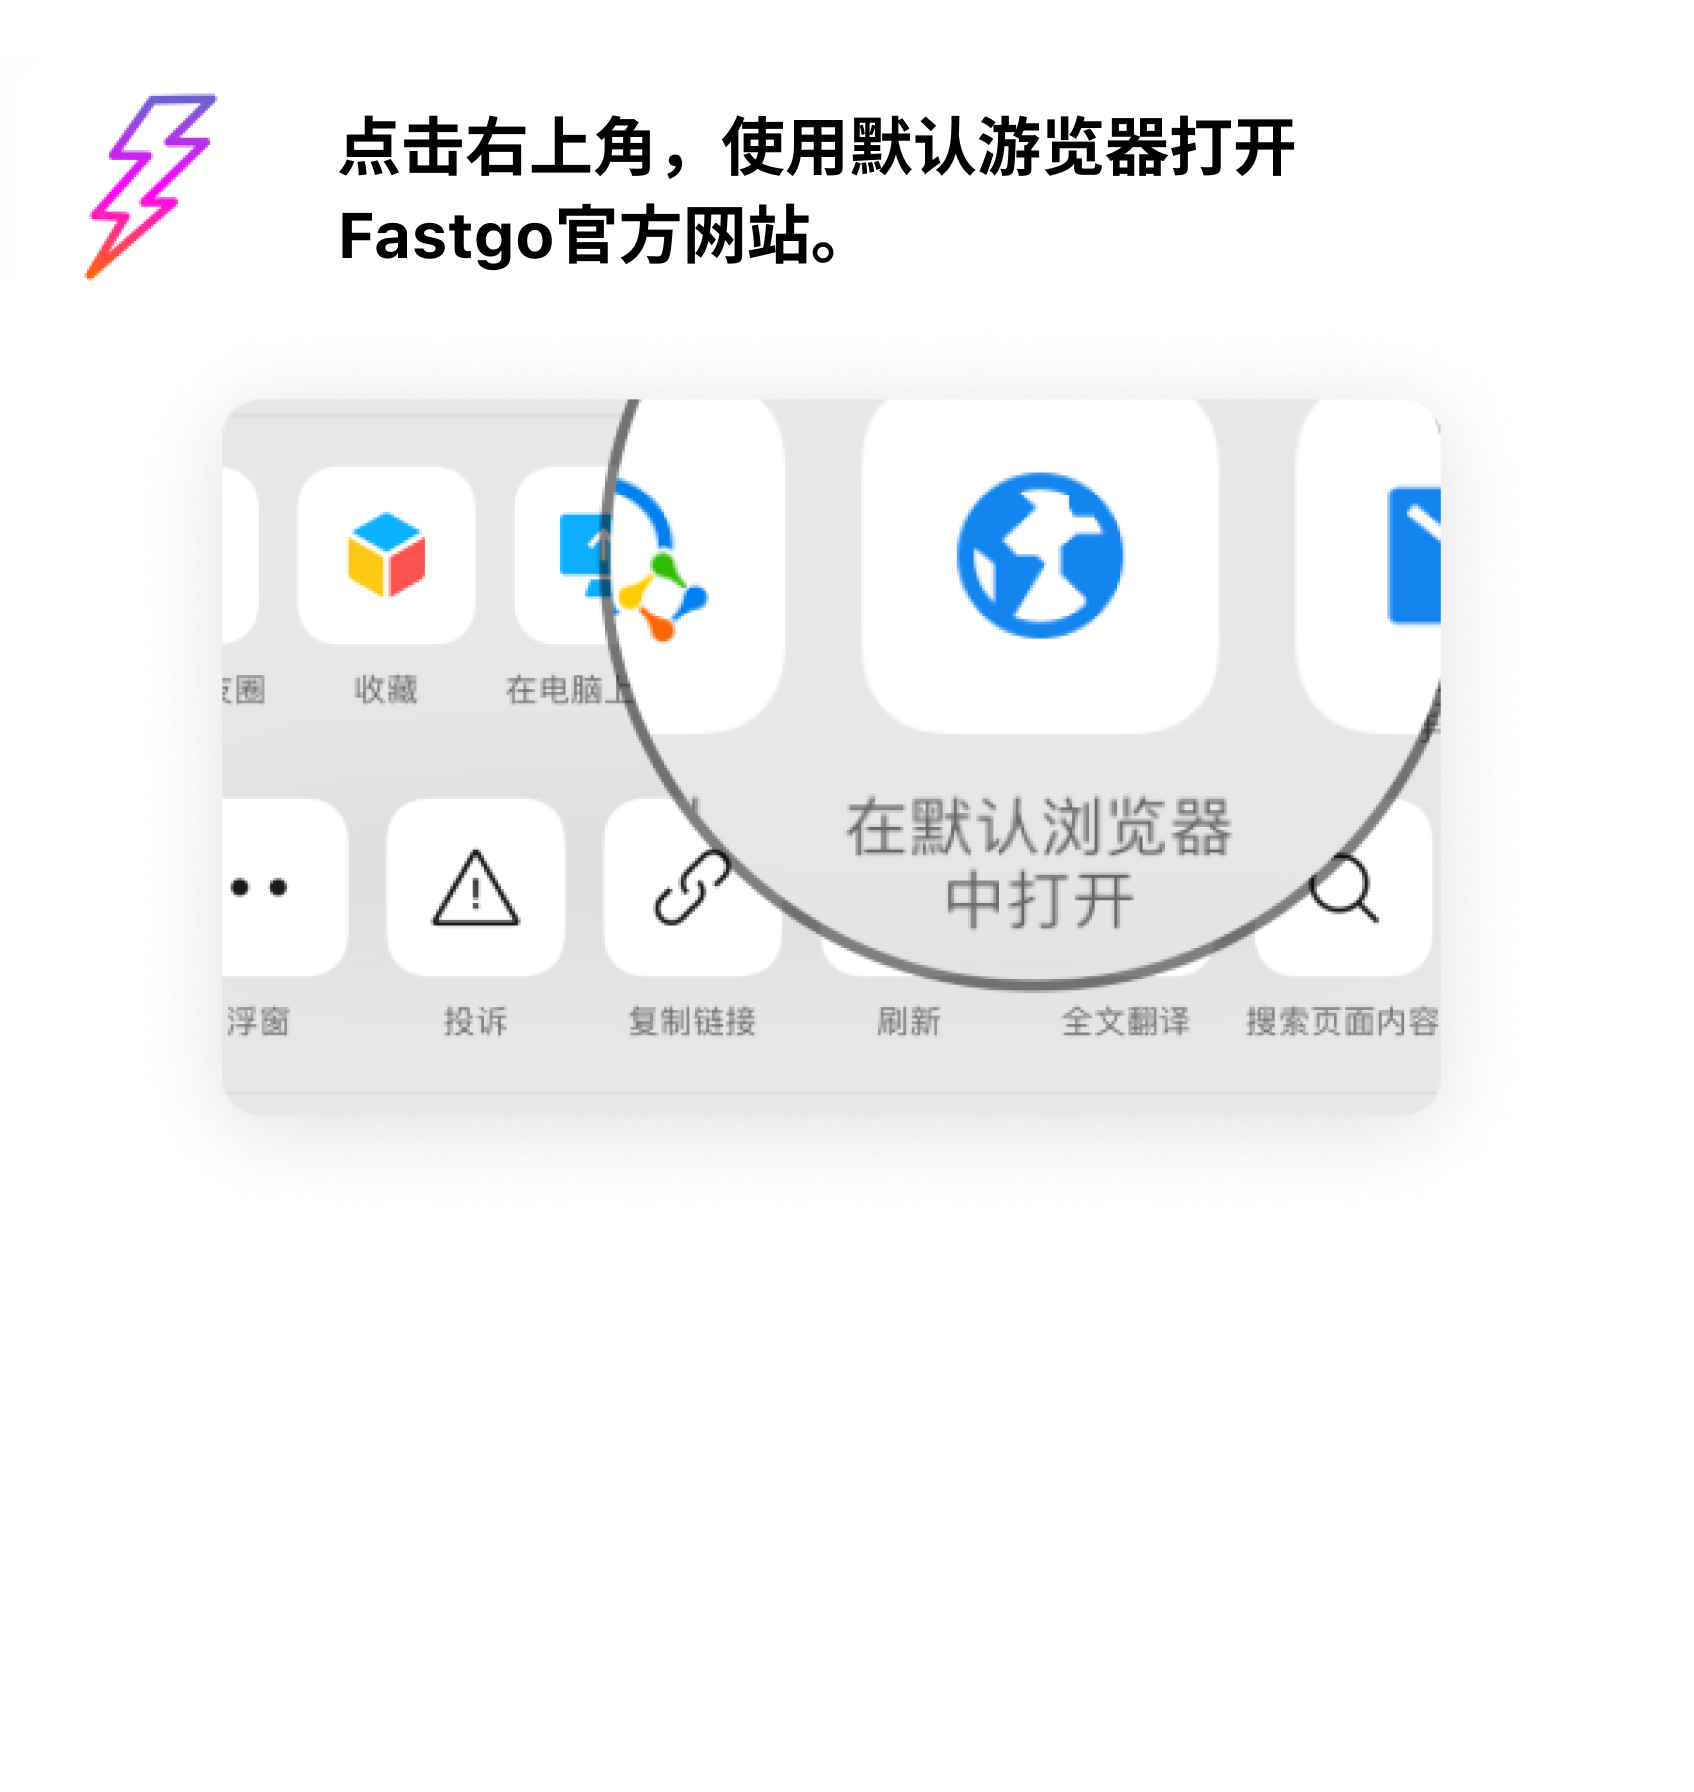 点击右上角，使用默认游览器打开
Fastgo官方网站。
圈
收藏
在电脑上
在默认浏览器
中打开
浮窗
投诉
复制链接
刷新
全文翻译
搜索页面内容